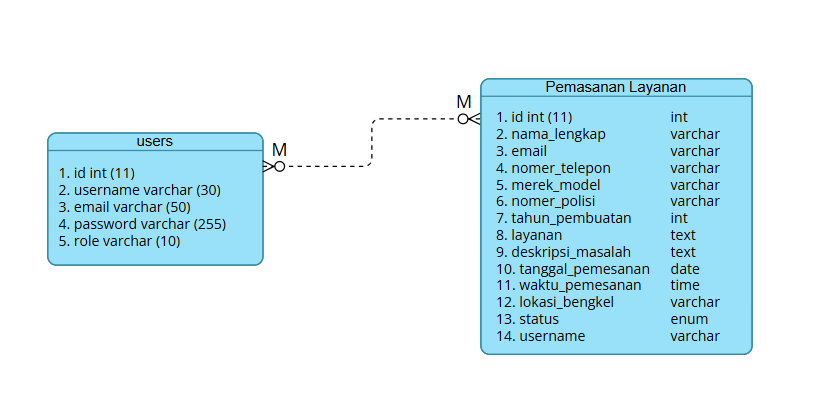 users
1. id int (11)
2. username varchar (30)
3. email varchar (50)
4. password varchar (255)
5. role varchar (10)
M
M
Pemasanan Layanan
1. id int (11) int
2. nama_lengkap varchar
3. email varchar
4. nomer_telepon varchar
5. merek_model varchar
6. nomer_polisi varchar
7. tahun_pembuatan int
8. layanan text
9. deskripsi_masalah text
10. tanggal_pemesanan date
11. waktu_pemesanan time
12. lokasi_bengkel varchar
13. status enum
14. username varchar